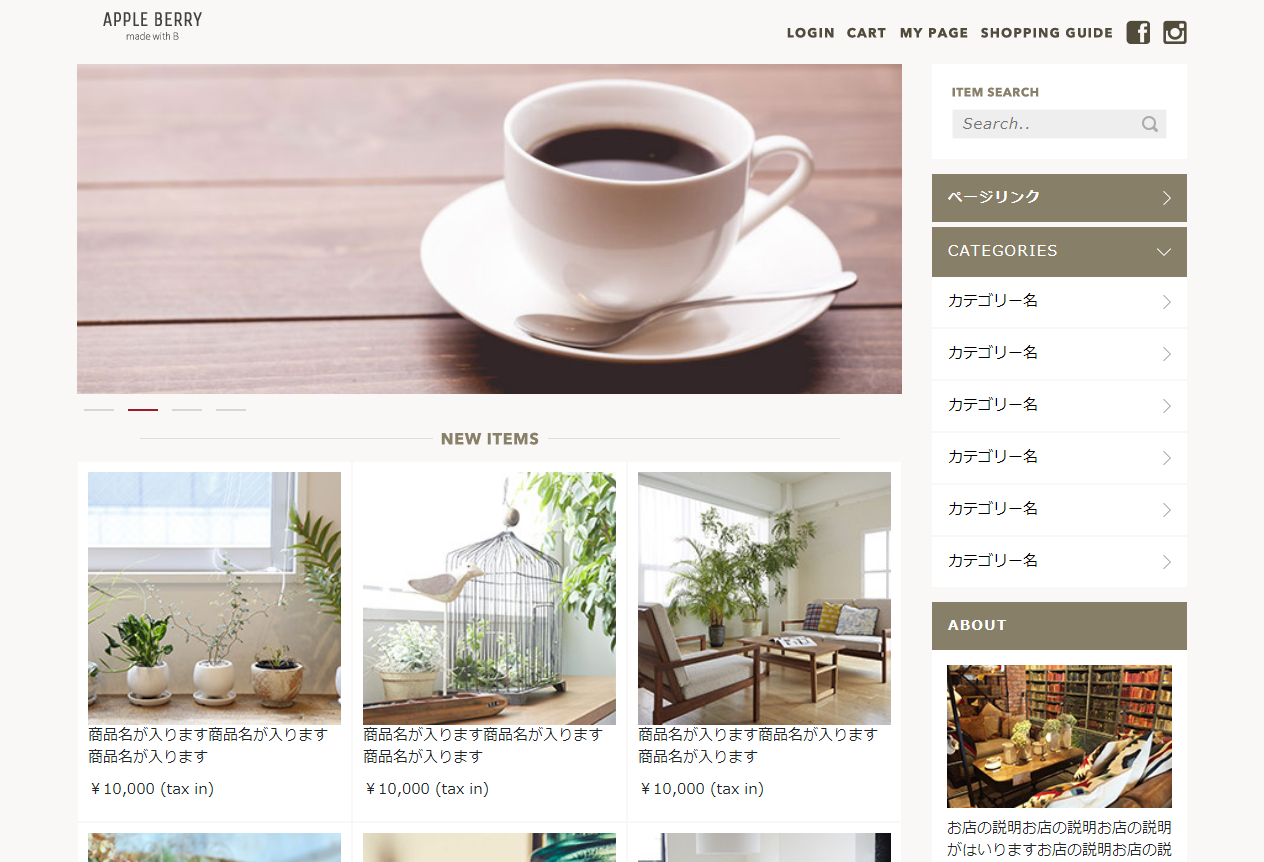 APPLE BERRY
made with B
LOGIN CART MY PAGE SHOPPING GUIDE
ITEM SEARCH
Search..
ページリンク
CATEGORIES
カテゴリー名
カテゴリー名
カテゴリー名
カテゴリー名
カテゴリー名
カテゴリー名
NEW ITEMS
商品名が入ります商品名が入ります
商品名が入ります
￥10,000 (tax in)
商品名が入ります商品名が入ります
商品名が入ります
￥10,000 (tax in)
商品名が入ります商品名が入ります
商品名が入ります
￥10,000 (tax in)
ABOUT
お店の説明お店の説明お店の説明
がはいりますお店の説明お店の説